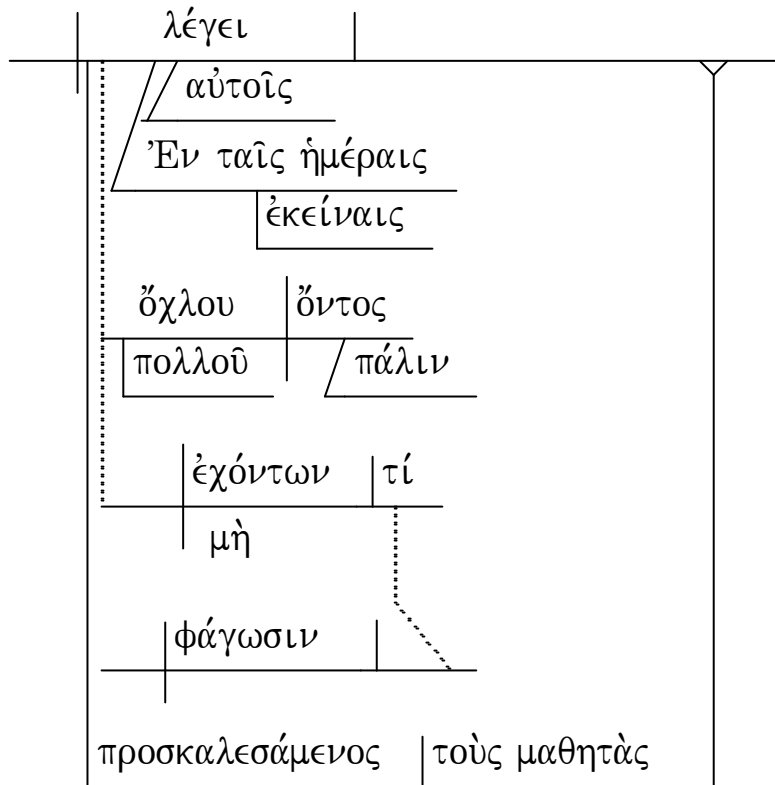 λέγει
αὐτοῖς
Ἐν ταῖς ἡμέραις
ἐκείναις
ὄχλου ὄντος
πολλοῦ πάλιν
ἐχόντων τί
μὴ
φάγωσιν
προσκαλεσάμενος τοὺς μαθητὰς